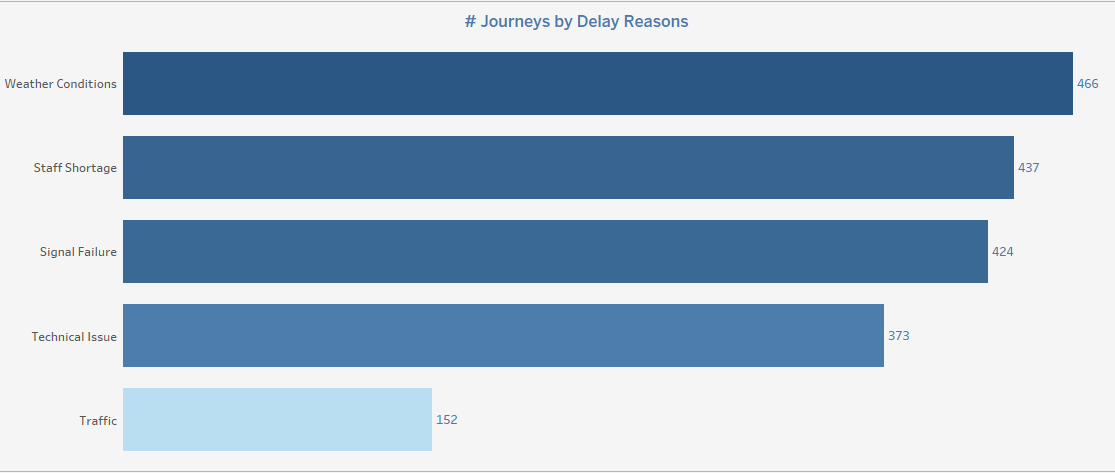 # Journeys by Delay Reasons
Weather Conditions 466
Staff Shortage 437
Signal Failure 424
Technical Issue 373
Traffic 152